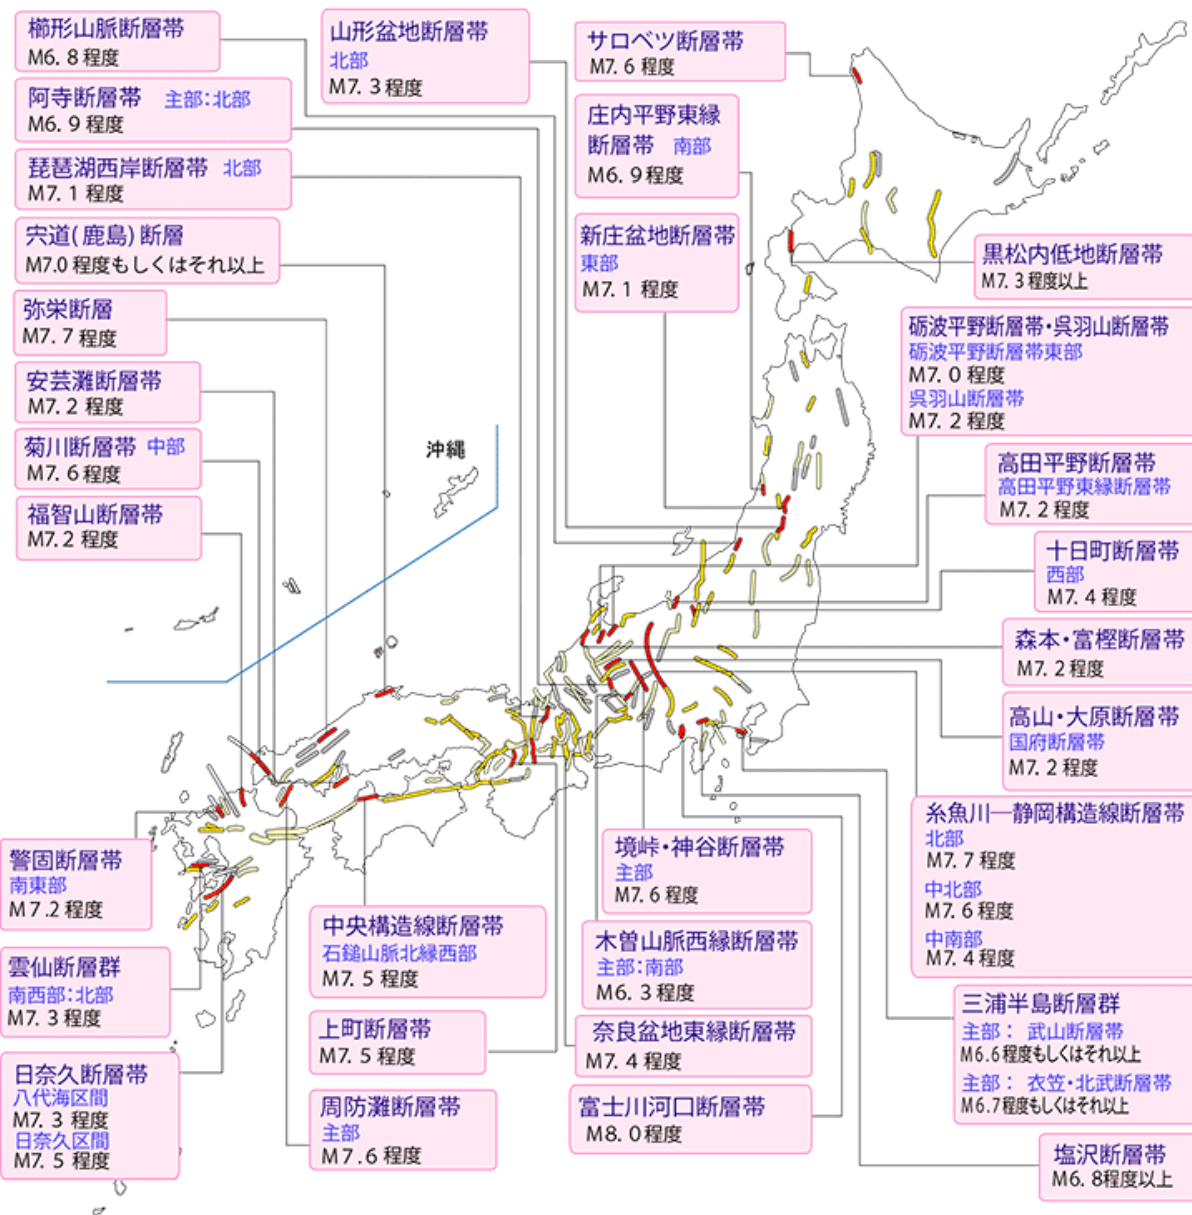 櫛形山脈断層帯
M6. 8 程度
阿寺断層帯 主部:北部
M6. 9 程度
琵琶湖西岸断層帯 北部
M7. 1 程度
宍道(鹿島) 断層
M7.0 程度もしくはそれ以上
弥栄断層
M7. 7 程度
安芸灘断層帯
M7. 2 程度
菊川断層帯 中部
M7. 6 程度
福智山断層帯
M7. 2 程度
山形盆地断層帯
北部
M7. 3 程度
サロベツ断層帯
M7. 6 程度
庄内平野東縁
断層帯 南部
M6. 9 程度
新庄盆地断層帯
東部
M7. 1 程度
黒松内低地断層帯
M7. 3 程度以上
砺波平野断層帯・呉羽山断層帯
砺波平野断層帯東部
M7. 0 程度
呉羽山断層帯
M7. 2 程度
高田平野断層帯
高田平野東縁断層帯
M7. 2 程度
十日町断層帯
西部
M7. 4 程度
森本・富樫断層帯
M7. 2 程度
高山・大原断層帯
国府断層帯
M7. 2 程度
糸魚川―静岡構造線断層帯
北部
M7. 7 程度
中北部
M7. 6 程度
中南部
M7. 4 程度
三浦半島断層群
主部： 武山断層帯
M6.6程度もしくはそれ以上
主部： 衣笠・北武断層帯
M6.7程度もしくはそれ以上
塩沢断層帯
M6. 8程度以上
沖縄
警固断層帯
南東部
M7.2 程度
雲仙断層群
南西部:北部
M7. 3 程度
日奈久断層帯
八代海区間
M7. 3 程度
日奈久区間
M7. 5 程度
中央構造線断層帯
石鎚山脈北縁西部
M7. 5 程度
上町断層帯
M7. 5 程度
周防灘断層帯
主部
M7.6 程度
境峠・神谷断層帯
主部
M7. 6 程度
木曽山脈西縁断層帯
主部:南部
M6. 3 程度
奈良盆地東縁断層帯
M7. 4 程度
富士川河口断層帯
M8. 0程度